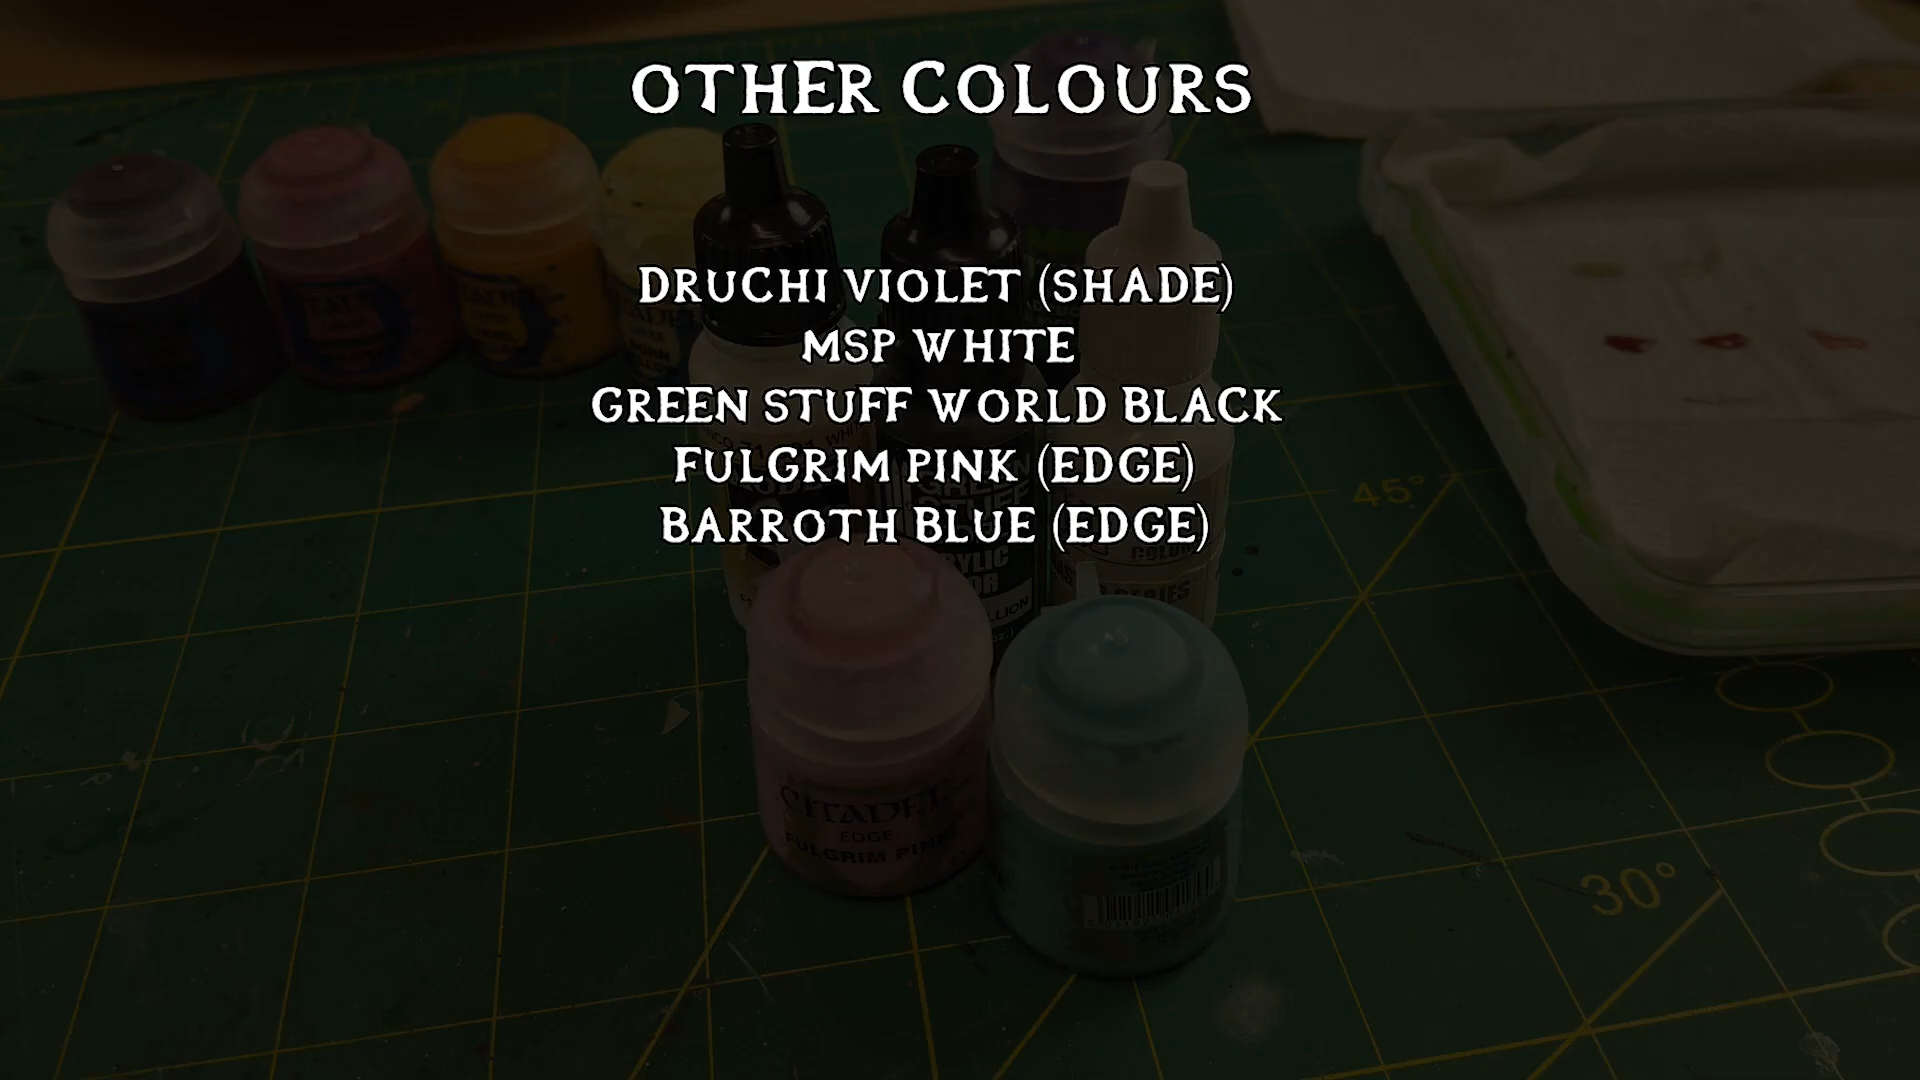 OTHER COLOURS
DRUCHI VIOLET (SHADE)
MSP WHITE
GREEN STUFF WORLD BLACK
FULGRIM PINK (EDGE)
BARROTH BLUE (EDGE)
45°
30°
CITADEL
EDGE
FULGRIM PINK